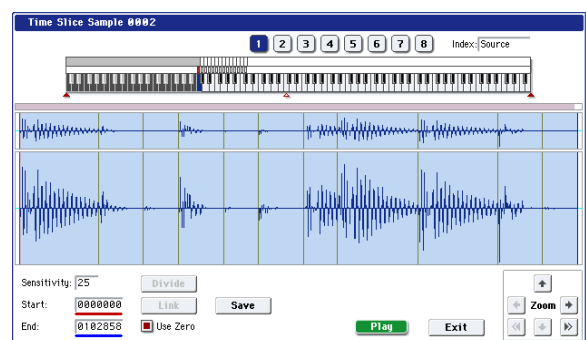 Time Slice Sample 0002
1 2 3 4 5 6 7 8 Index: Source
Sensitivity: 25 Divide
Start: 0000000 Link Save
End: 0102858 Use Zero
Zoom
Play Exit